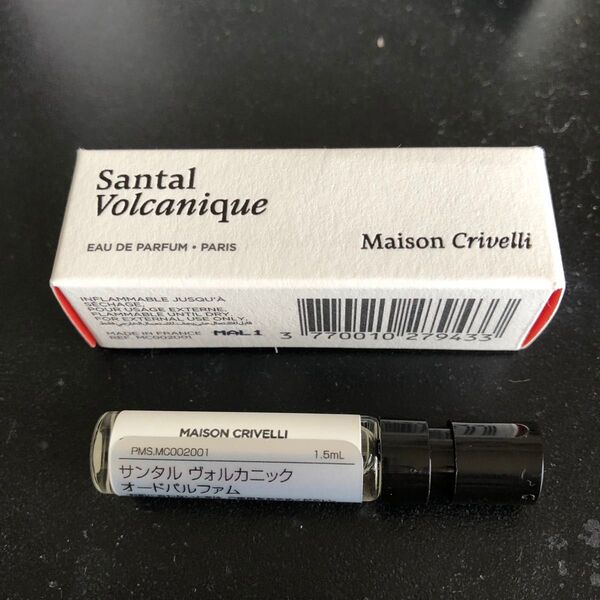 Santal
Volcanique
EAU DE PARFUM • PARIS
Maison Crivelli
INFLAMMABLE JUSQU'À
SÉCHAGE.
POUR USAGE EXTERNE.
FLAMMABLE UNTIL DRY.
FOR EXTERNAL USE ONLY.
MADE IN FRANCE
REF. MC002001
MAL1
3 770010 279433
MAISON CRIVELLI
PMS.MC002001 1.5mL
サンタル ヴォルカニック
オードパルファム